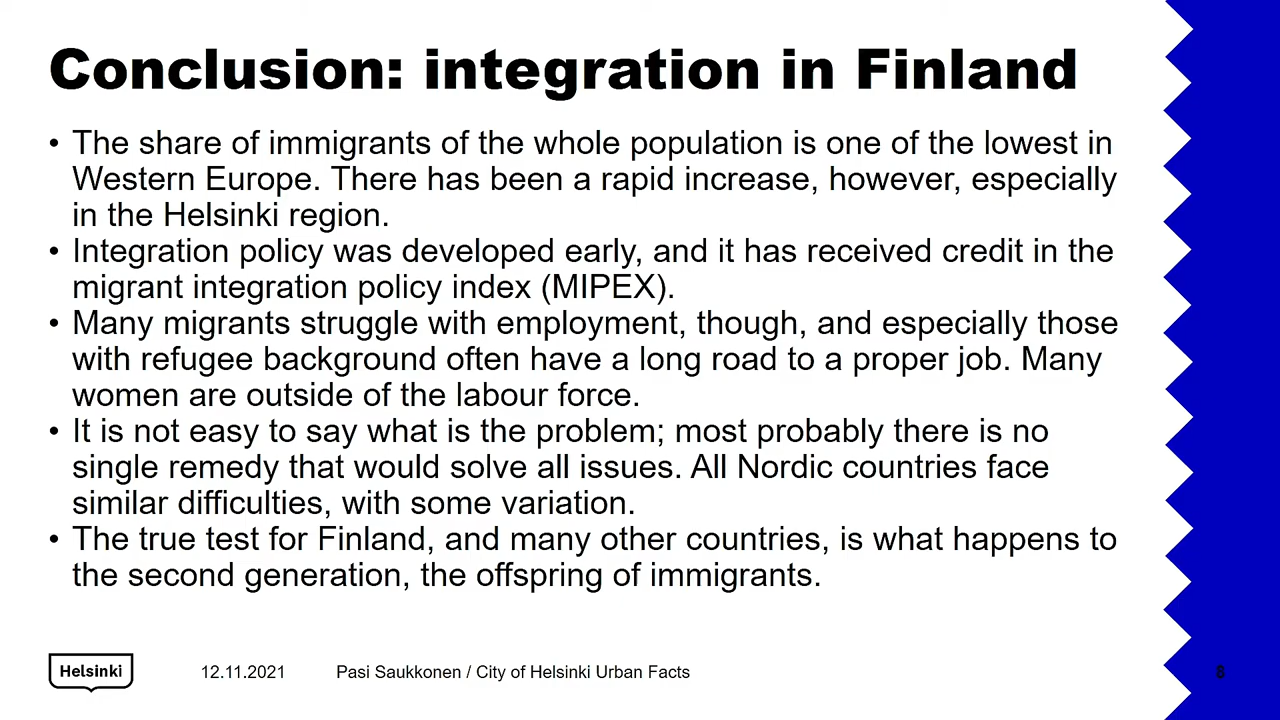 Conclusion: integration in Finland
• The share of immigrants of the whole population is one of the lowest in
Western Europe. There has been a rapid increase, however, especially
in the Helsinki region.
• Integration policy was developed early, and it has received credit in the
migrant integration policy index (MIPEX).
• Many migrants struggle with employment, though, and especially those
with refugee background often have a long road to a proper job. Many
women are outside of the labour force.
• It is not easy to say what is the problem; most probably there is no
single remedy that would solve all issues. All Nordic countries face
similar difficulties, with some variation.
• The true test for Finland, and many other countries, is what happens to
the second generation, the offspring of immigrants.
Helsinki 12.11.2021 Pasi Saukkonen / City of Helsinki Urban Facts 8